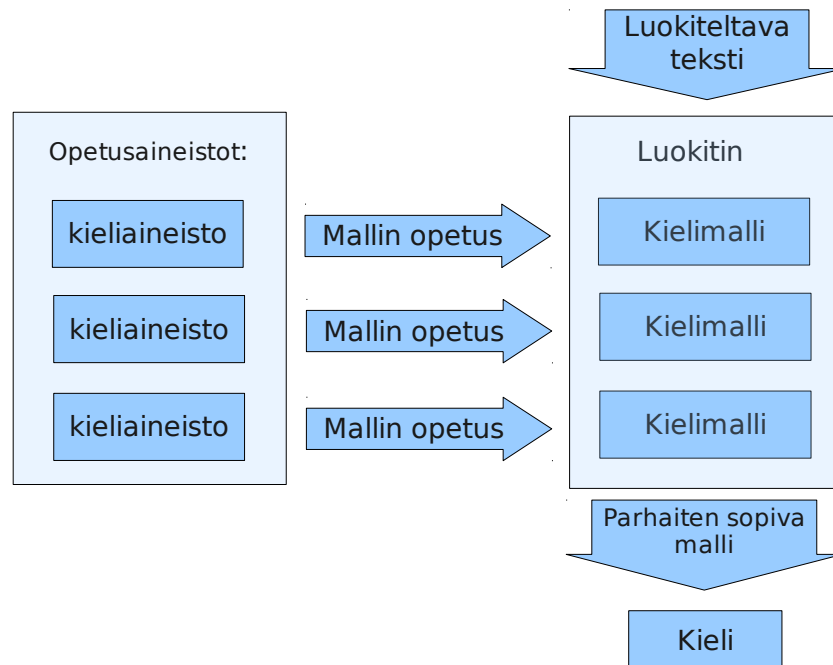 Luokiteltava
teksti
Opetusaineistot:
Luokitin
kieliaineisto
Mallin opetus
Kielimalli
kieliaineisto
Mallin opetus
Kielimalli
kieliaineisto
Mallin opetus
Kielimalli
Parhaiten sopiva
malli
Kieli